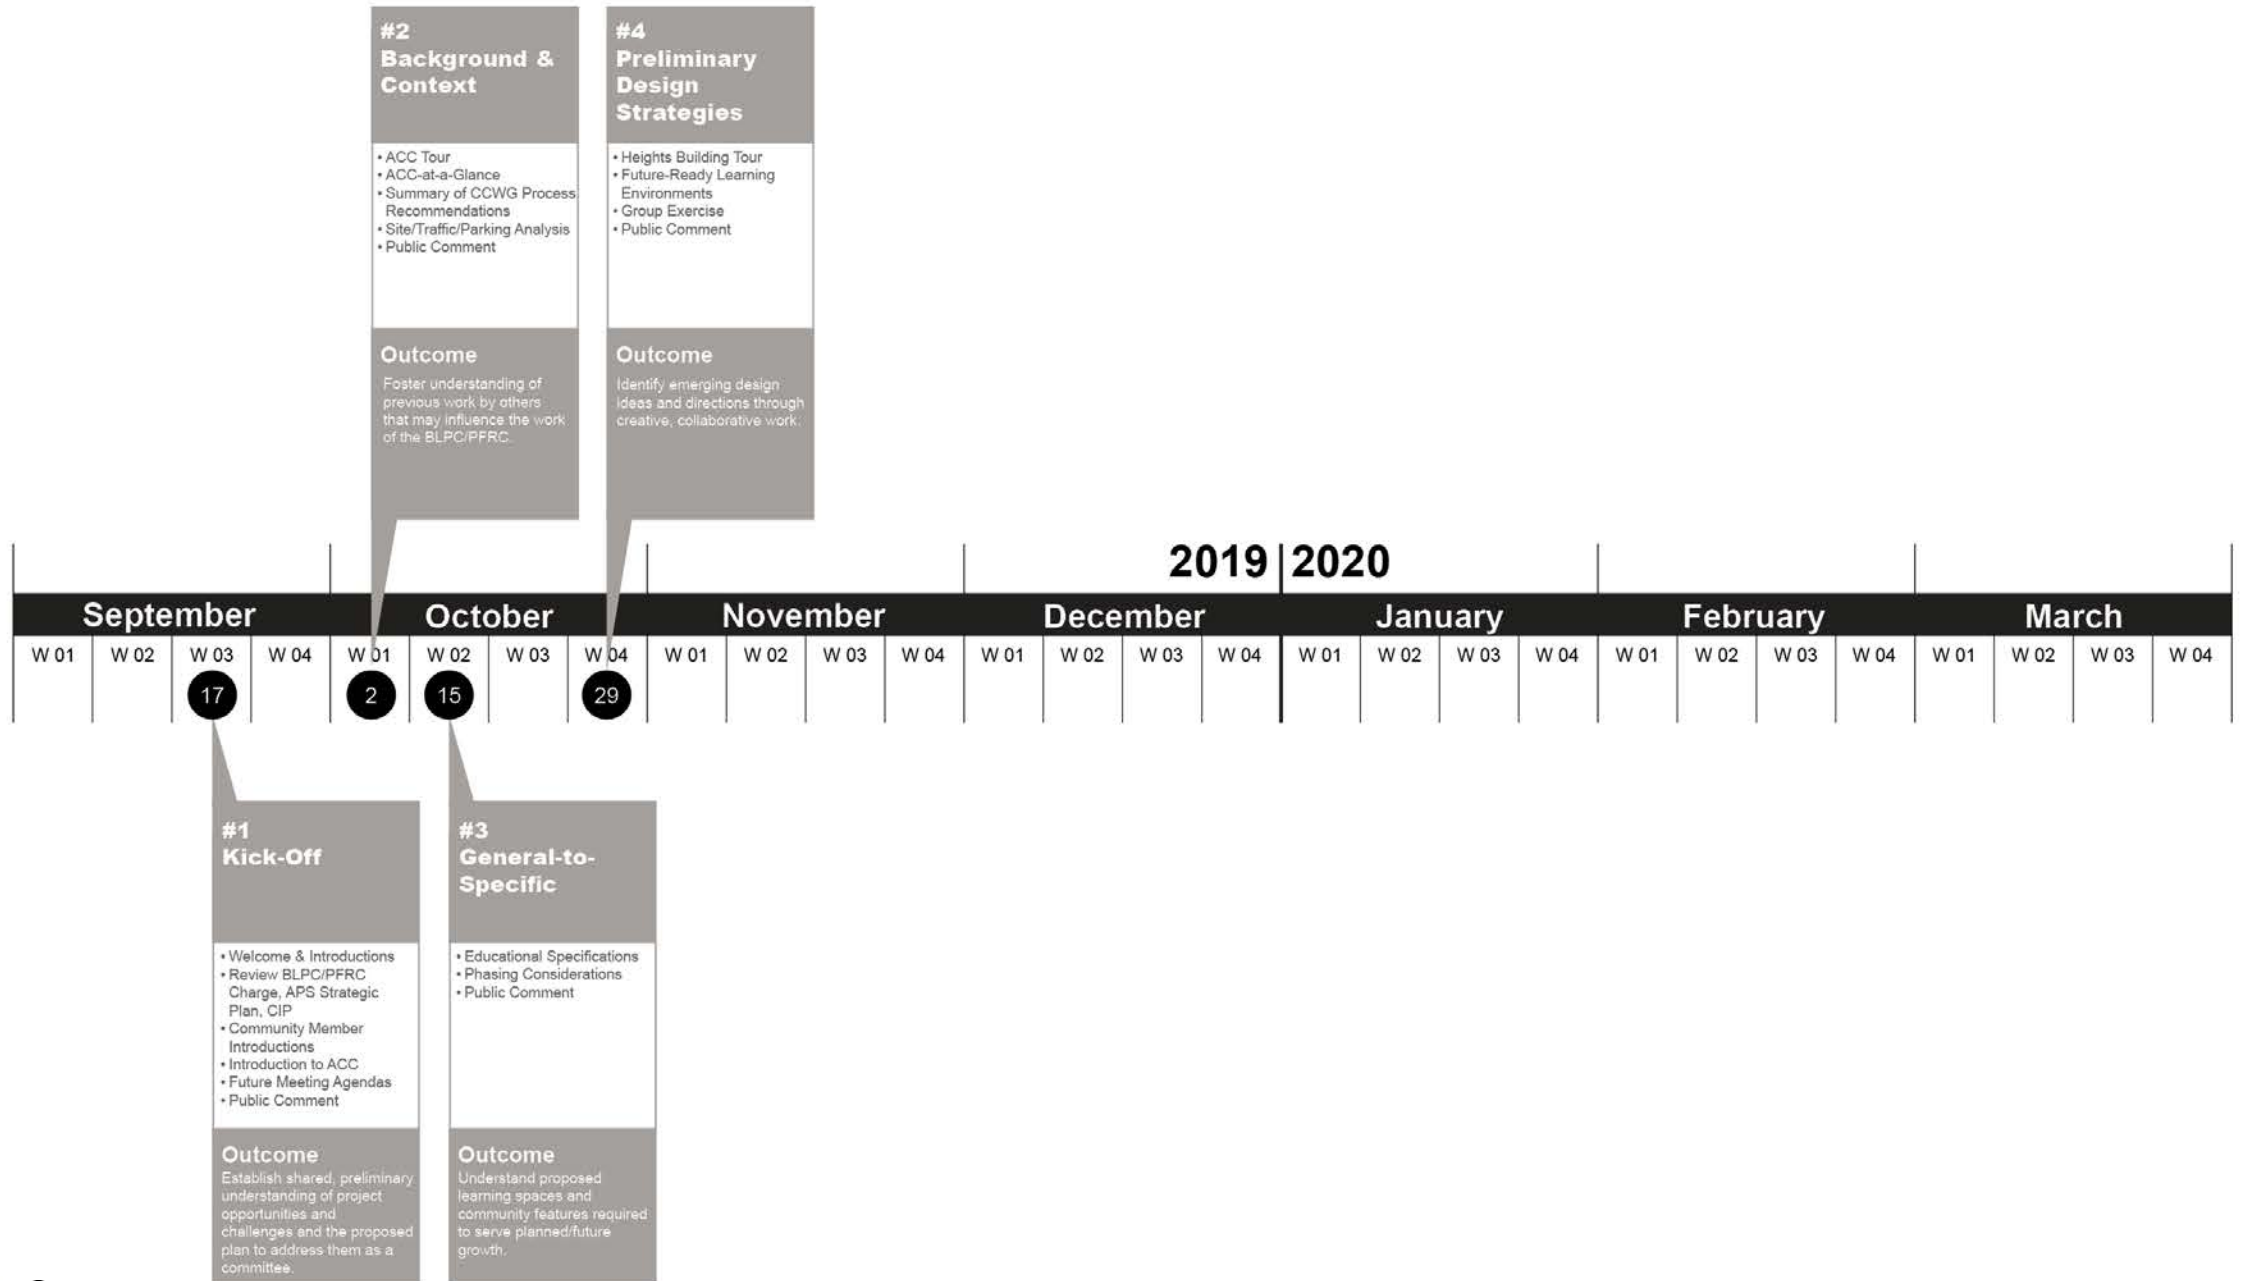 #2
Background &
Context
• ACC Tour
• ACC-at-a-Glance
• Summary of CCWG Process
Recommendations
• Site/Traffic/Parking Analysis
• Public Comment
Outcome
Foster understanding of
previous work by others
that may influence the work
of the BLPC/PFRC.
#4
Preliminary
Design
Strategies
• Heights Building Tour
• Future-Ready Learning
Environments
• Group Exercise
• Public Comment
Outcome
Identify emerging design
ideas and directions through
creative, collaborative work.
2019 2020
September October November December January February March
W 01 W 02 W 03 W 04 W 01 W 02 W 03 W 04 W 01 W 02 W 03 W 04 W 01 W 02 W 03 W 04 W 01 W 02 W 03 W 04 W 01 W 02 W 03 W 04 W 01 W 02 W 03 W 04
17 2 15 29
#1
Kick-Off
• Welcome & Introductions
• Review BLPC/PFRC
Charge, APS Strategic
Plan, CIP
• Community Member
Introductions
• Introduction to ACC
• Future Meeting Agendas
• Public Comment
Outcome
Establish shared, preliminary
understanding of project
opportunities and
challenges and the proposed
plan to address them as a
committee.
#3
General-to-
Specific
• Educational Specifications
• Phasing Considerations
• Public Comment
Outcome
Understand proposed
learning spaces and
community features required
to serve planned/future
growth.